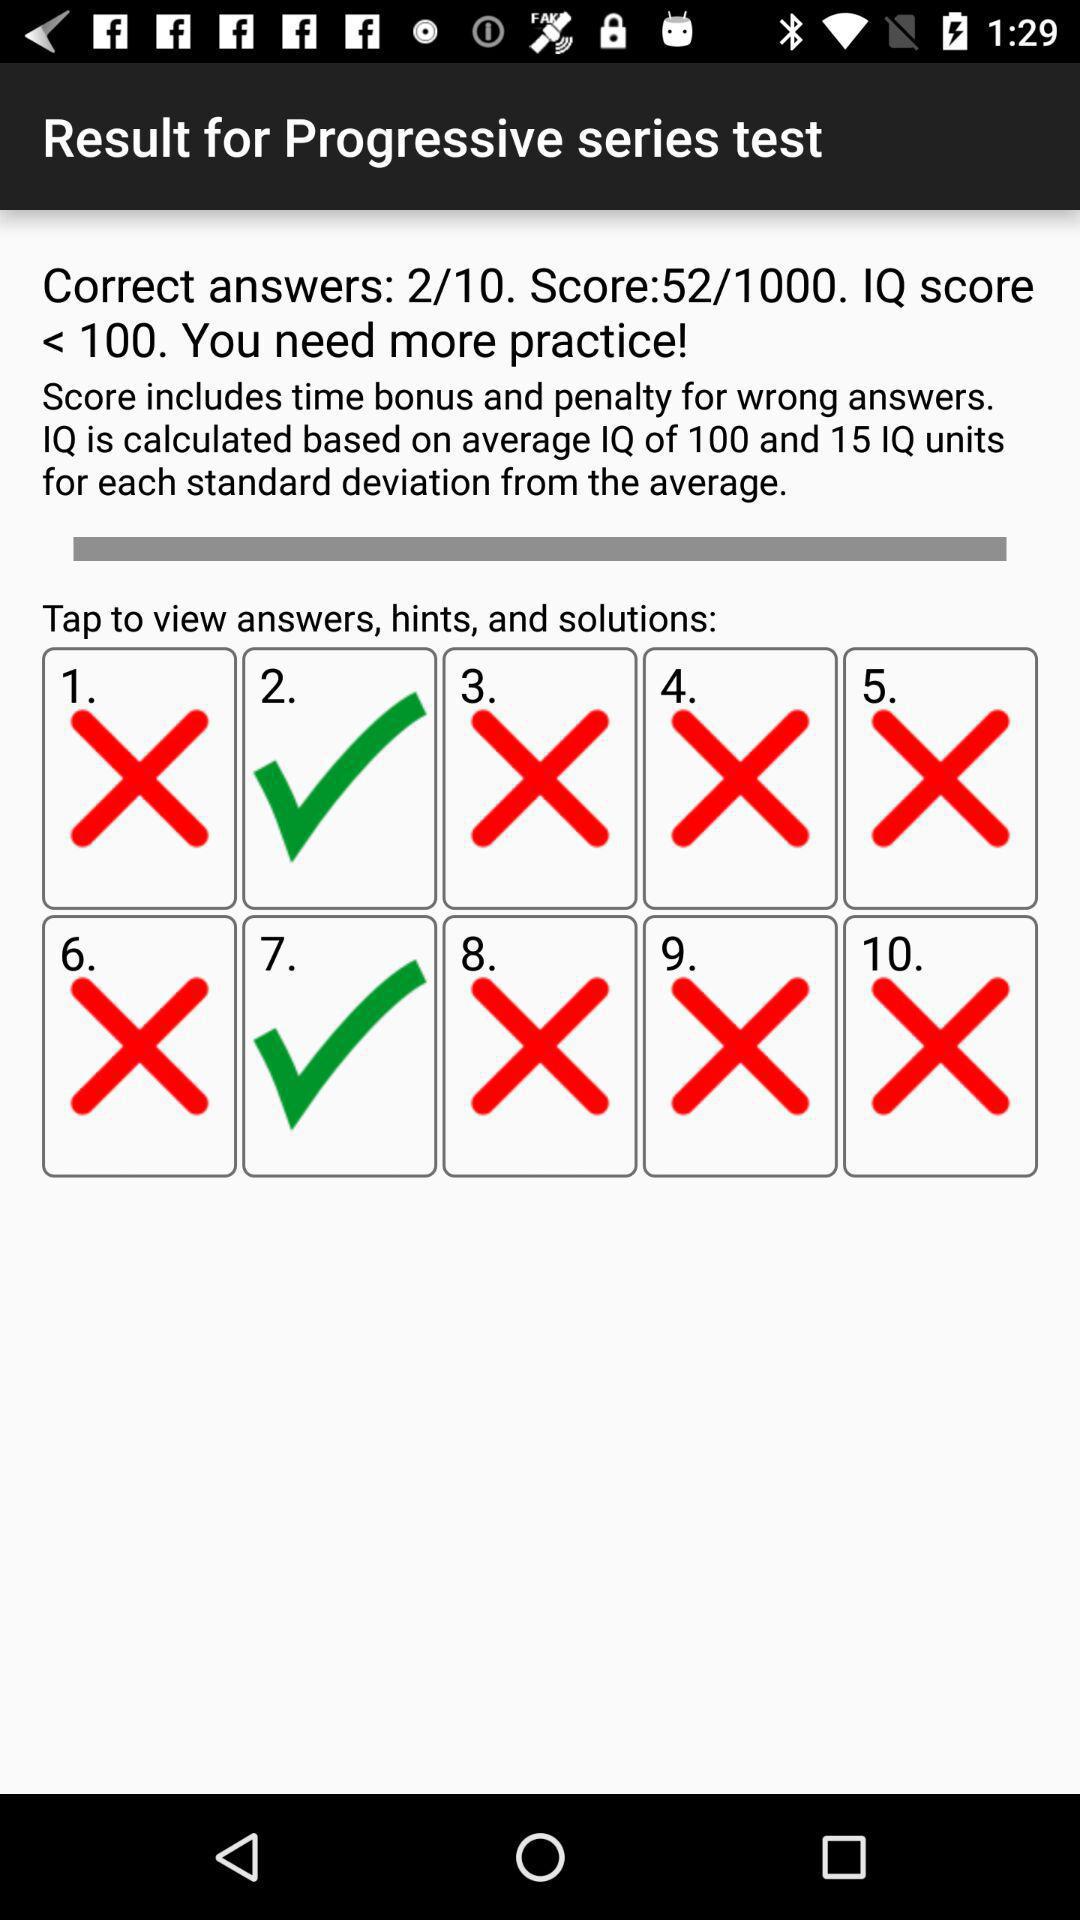 FAKE
1:29
Result for Progressive series test
Correct answers: 2/10. Score:52/1000. IQ score
< 100. You need more practice!
Score includes time bonus and penalty for wrong answers.
IQ is calculated based on average IQ of 100 and 15 IQ units
for each standard deviation from the average.
Tap to view answers, hints, and solutions:
1. 2. 3. 4. 5.
6. 7. 8. 9. 10.